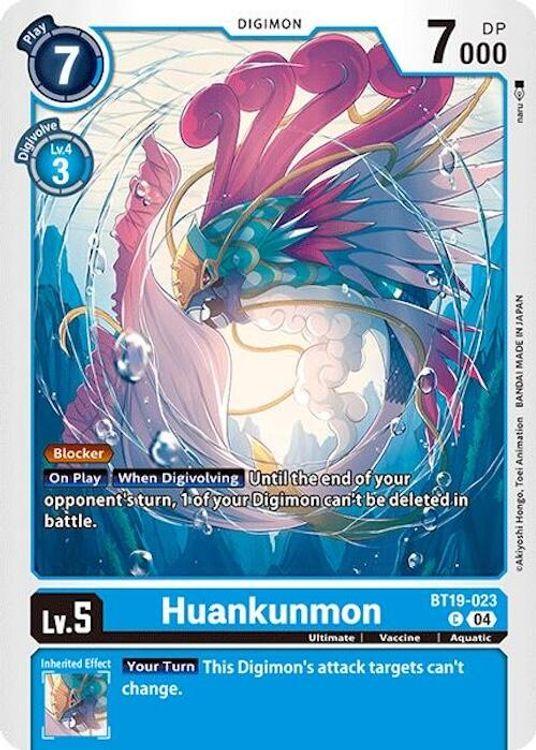 DIGIMON
Play
7
7000 DP
Digivolve
Lv.4
3
naru
©Akiyoshi Hongo, Toei Animation BANDAI MADE IN JAPAN
Blocker
On Play When Digivolving Until the end of your
opponent's turn, 1 of your Digimon can't be deleted in
battle.
BT19-023
Lv.5 Huankunmon C 04
Ultimate | Vaccine | Aquatic
Inherited Effect
Your Turn This Digimon's attack targets can't
change.